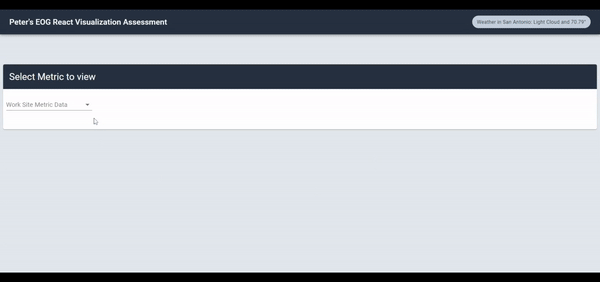 Peter's EOG React Visualization Assessment
Weather in San Antonio: Light Cloud and 70.79°
Select Metric to view
Work Site Metric Data